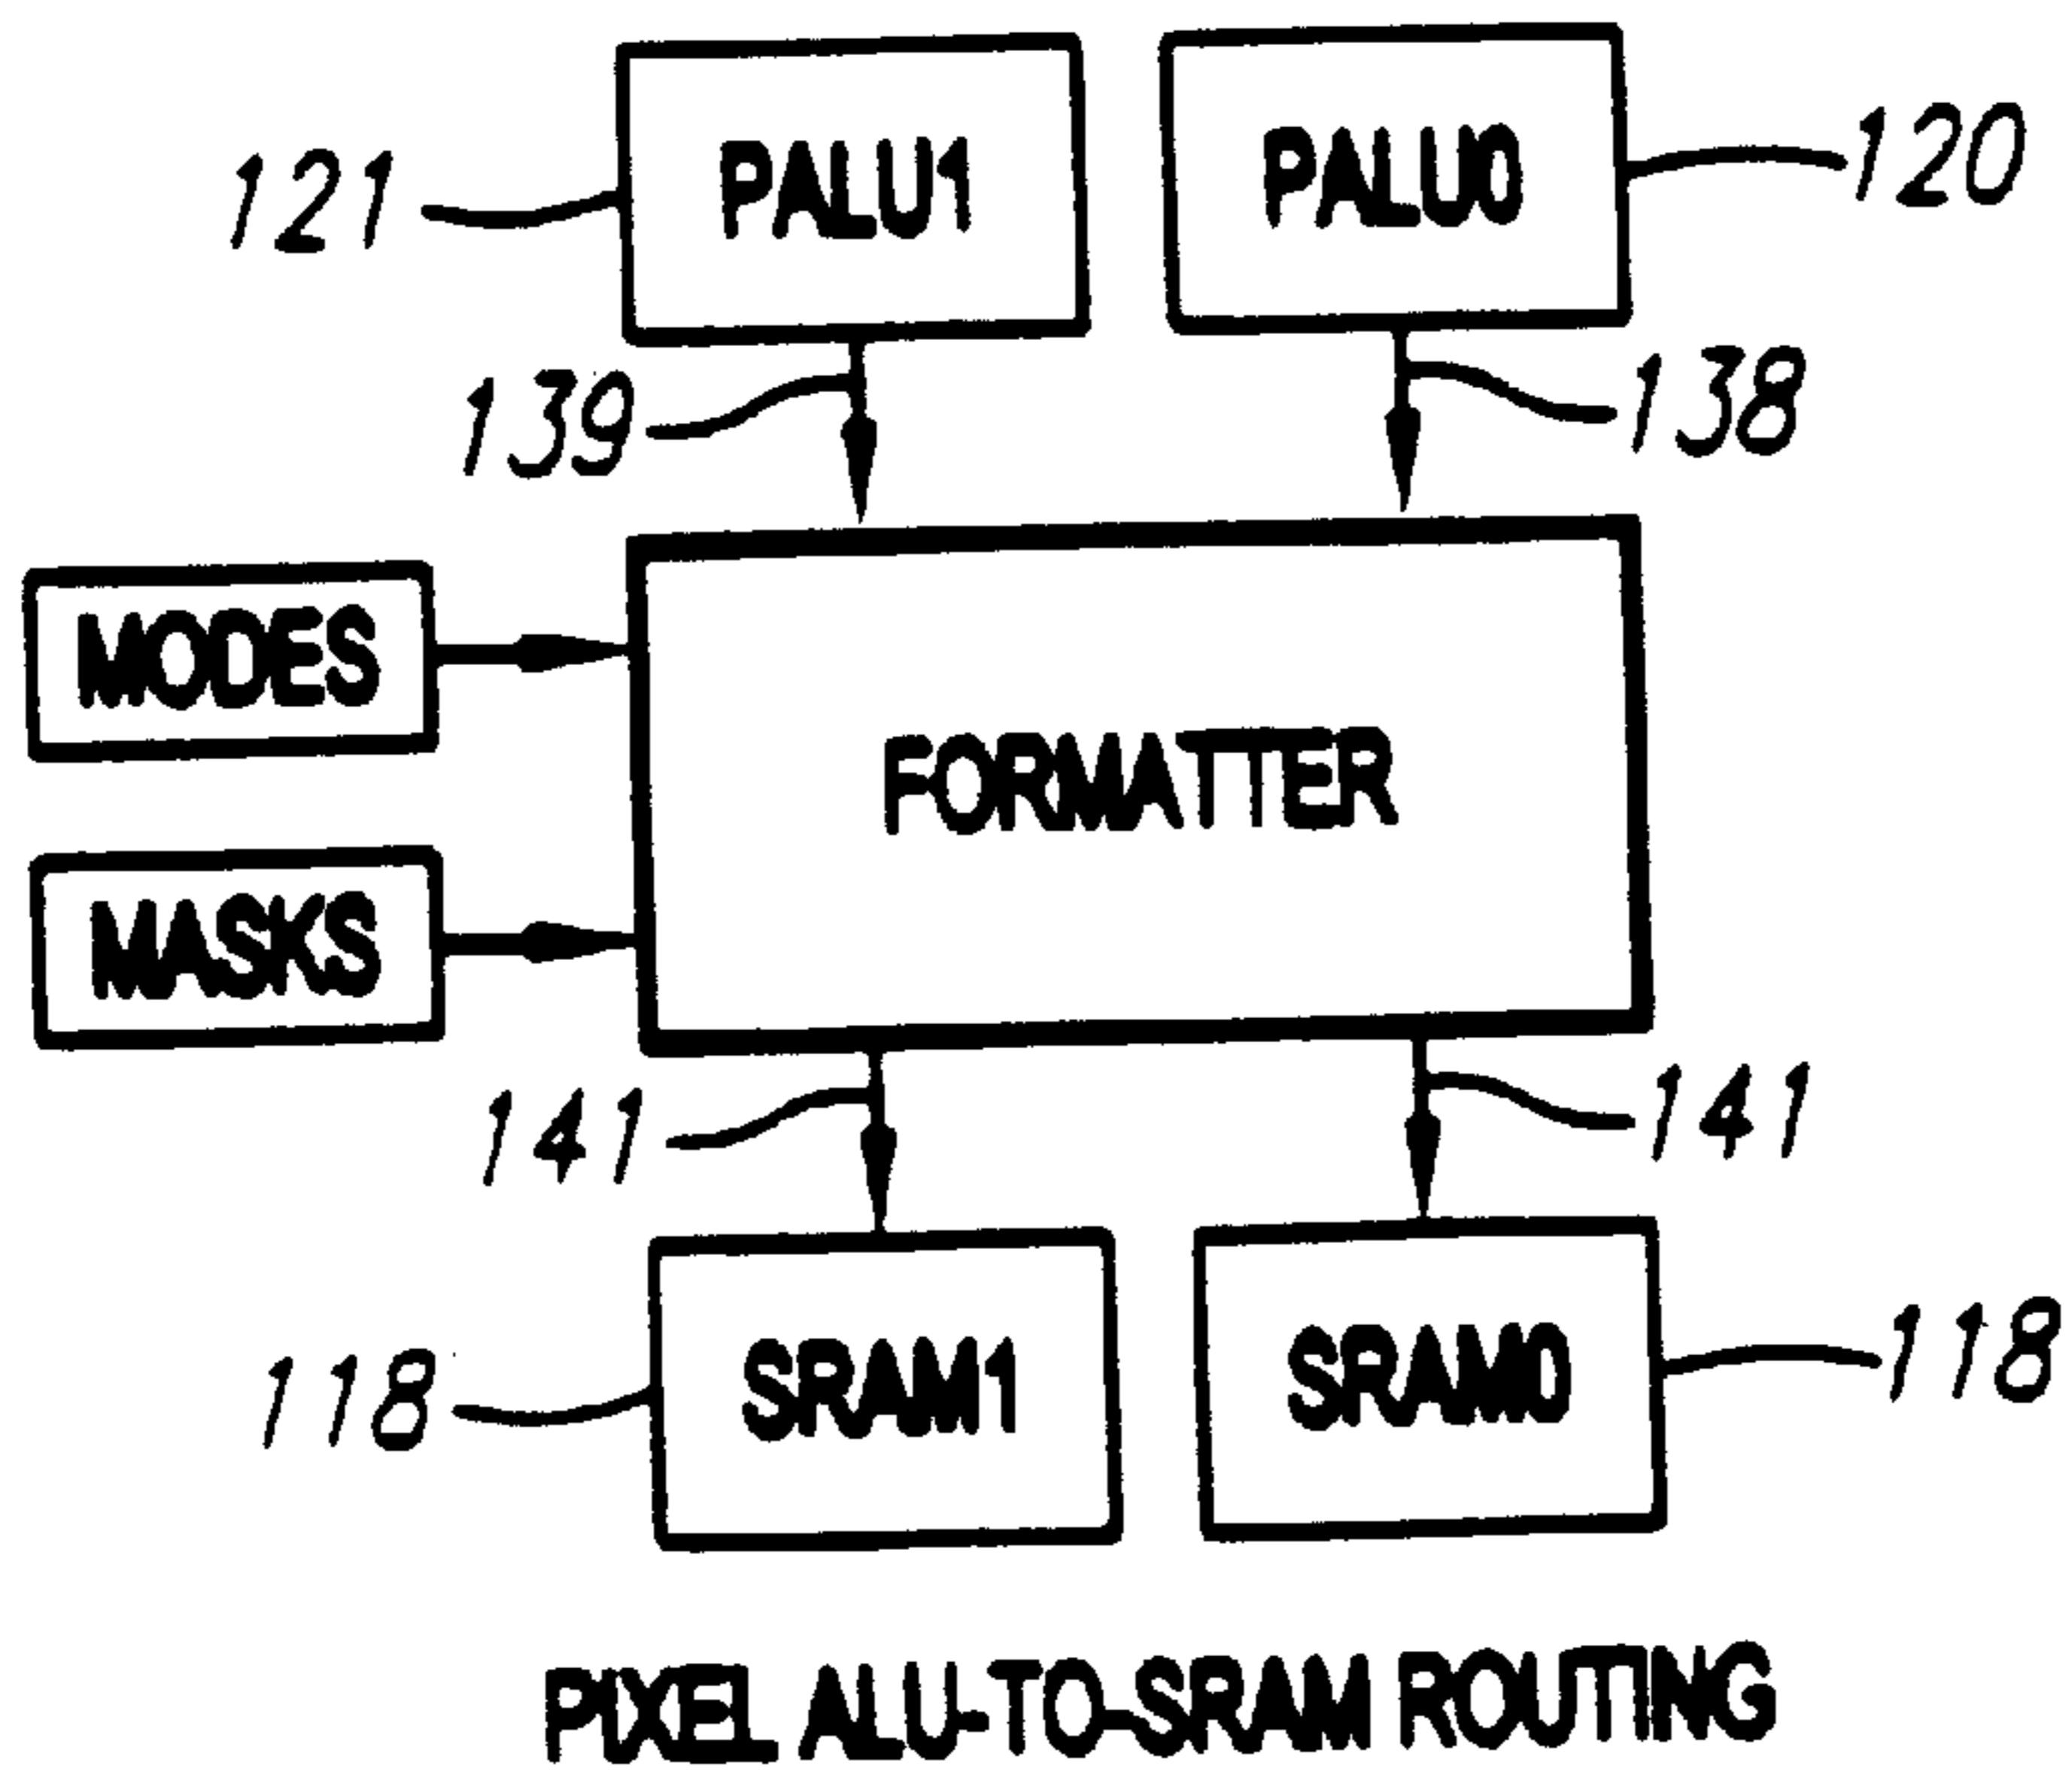 121
PALU1
PALU0
120
139
138
MODES
FORMATTER
MASKS
141
141
118
SRAM1
SRAM0
118
PIXEL ALU-TO-SRAM ROUTING